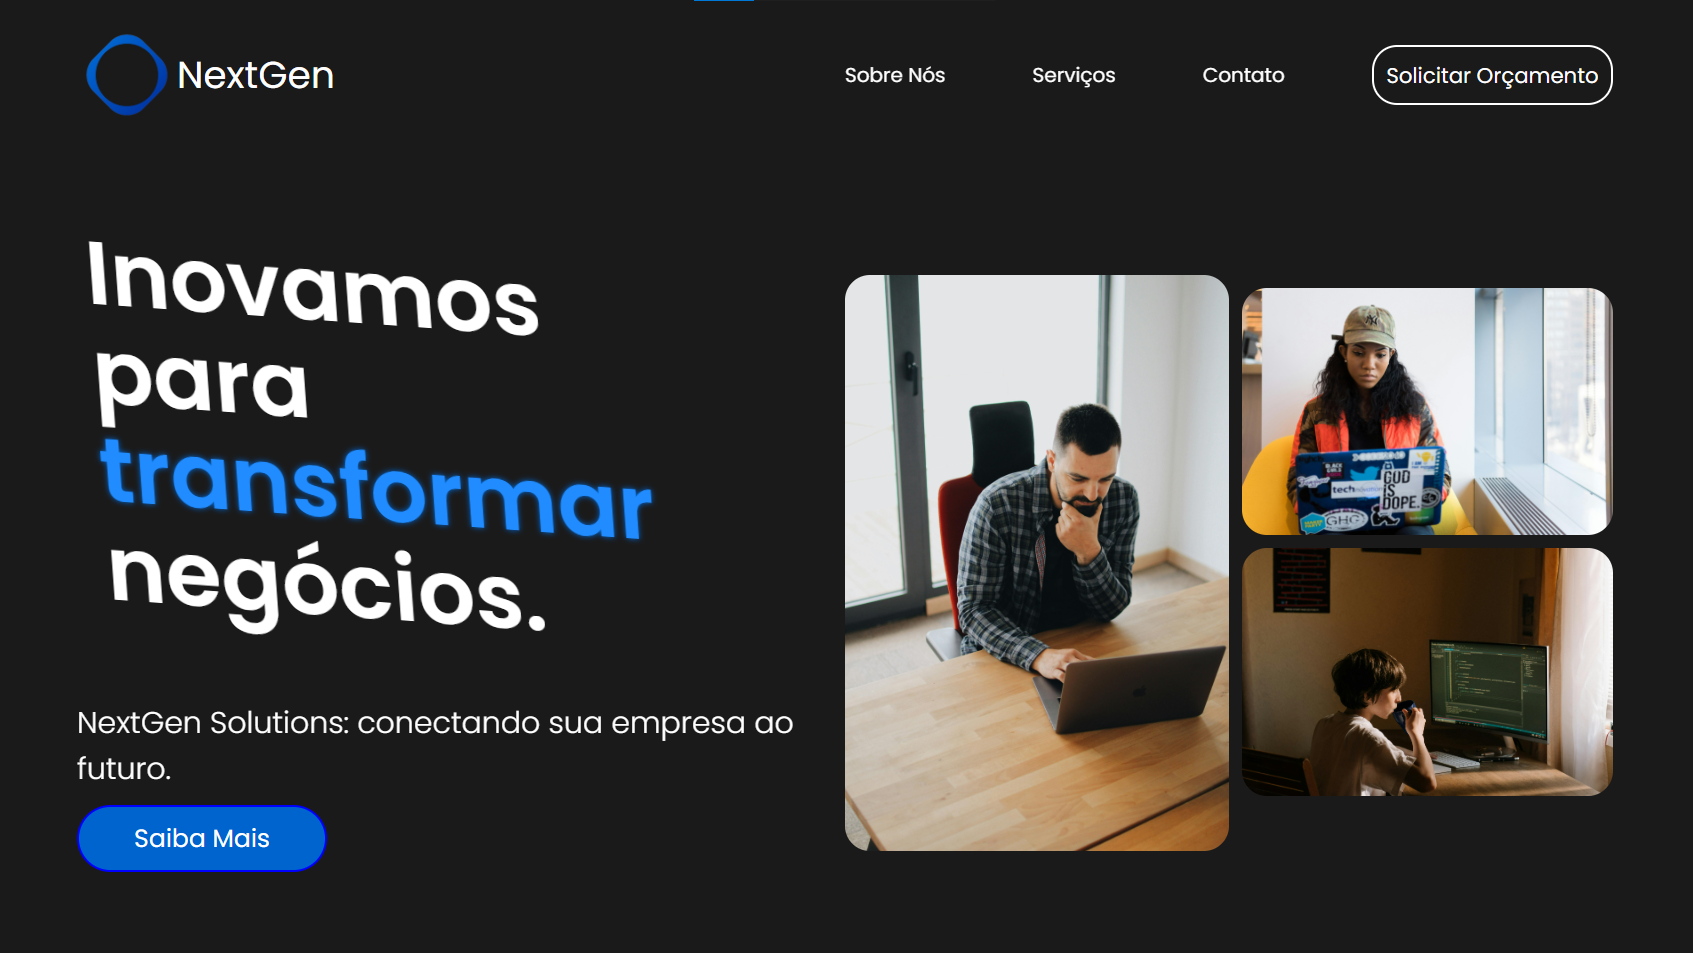 NextGen
Sobre Nós
Serviços
Contato
Solicitar Orçamento
Inovamos
para
transformar
negócios.
NextGen Solutions: conectando sua empresa ao
futuro.
Saiba Mais
GOD
IS
DOPE.
tech
GHG